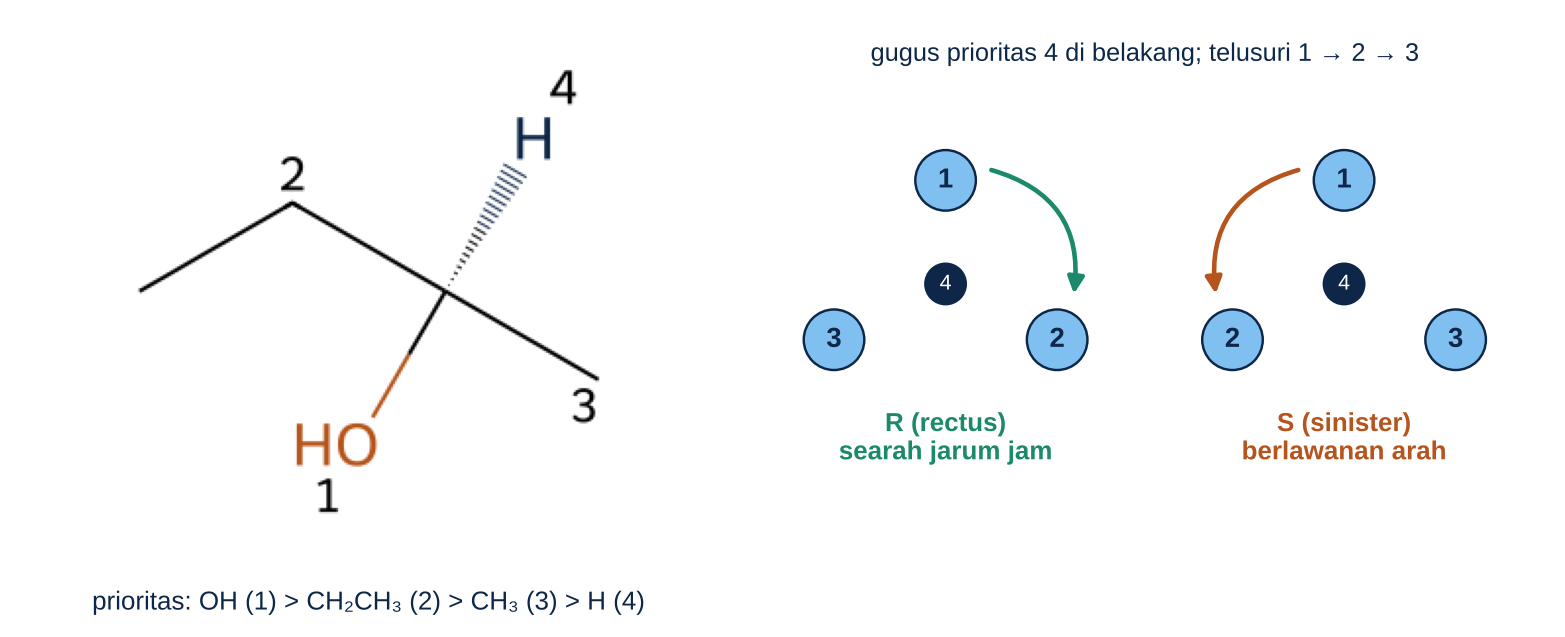 4
H
2
3
HO
1
prioritas: OH (1) > CH₂CH₃ (2) > CH₃ (3) > H (4)
gugus prioritas 4 di belakang; telusuri 1 → 2 → 3
1
4
3
2
R (rectus)
searah jarum jam
1
4
2
3
S (sinister)
berlawanan arah